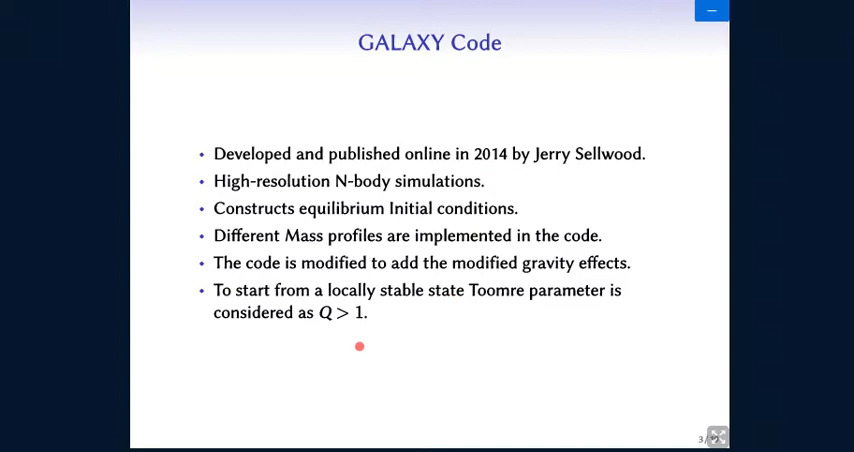 GALAXY Code
• Developed and published online in 2014 by Jerry Sellwood.
• High-resolution N-body simulations.
• Constructs equilibrium Initial conditions.
• Different Mass profiles are implemented in the code.
• The code is modified to add the modified gravity effects.
• To start from a locally stable state Toomre parameter is
considered as Q > 1.
3/